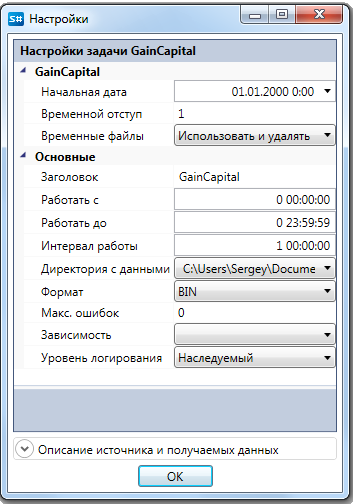 S# Настройки
Настройки задачи GainCapital
GainCapital
Начальная дата 01.01.2000 0:00
Временной отступ 1
Временные файлы Использовать и удалять
Основные
Заголовок GainCapital
Работать с 0 00:00:00
Работать до 0 23:59:59
Интервал работы 1 00:00:00
Директория с данными C:\Users\Sergey\Docume
Формат BIN
Макс. ошибок 0
Зависимость
Уровень логирования Наследуемый
Описание источника и получаемых данных
OK